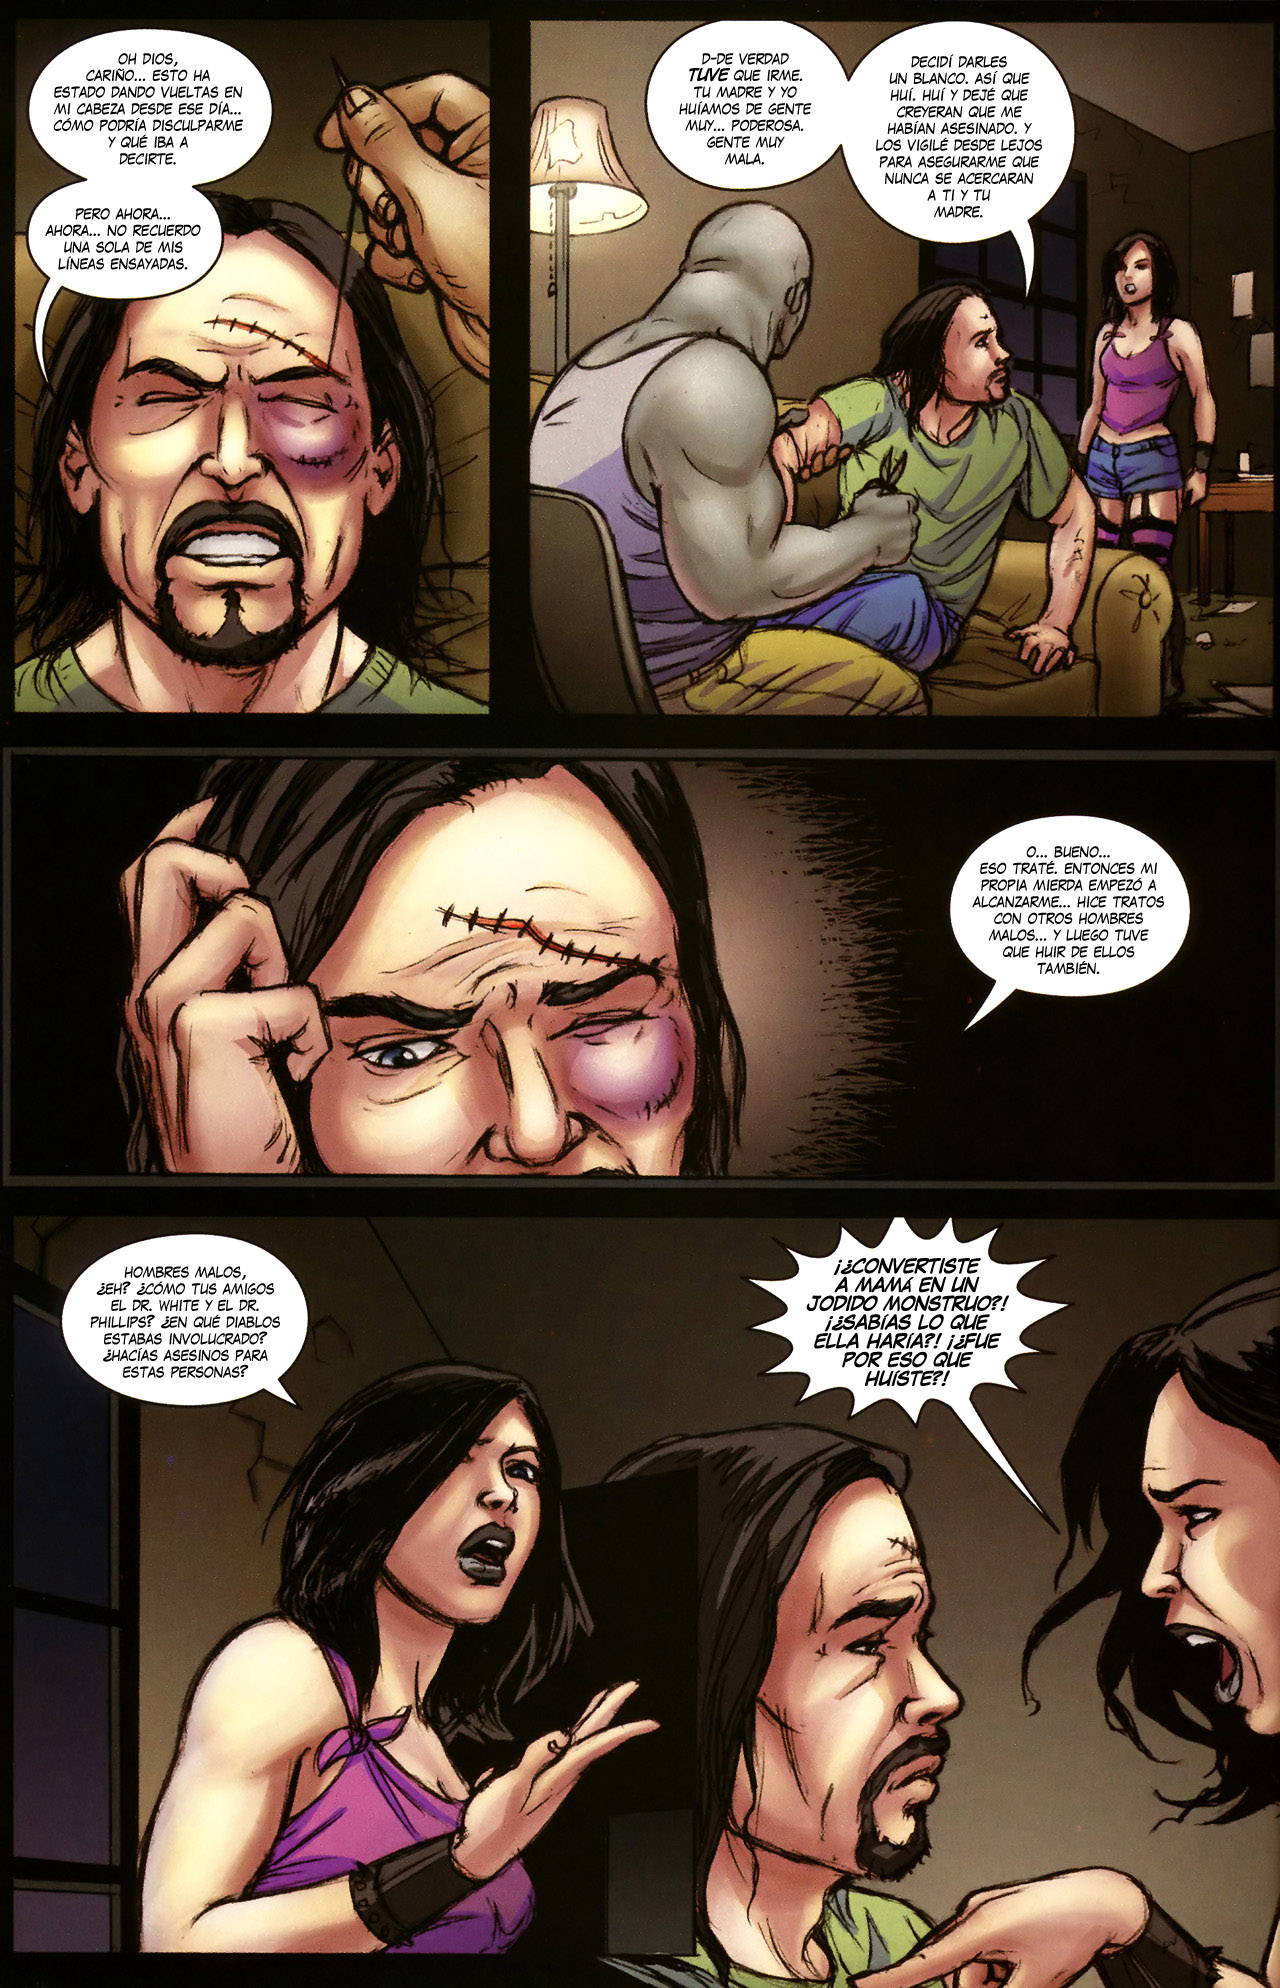 OH DIOS,
CARIÑO... ESTO HA
ESTADO DANDO VUELTAS EN
MI CABEZA DESDE ESE DÍA...
CÓMO PODRÍA DISCULPARME
Y QUÉ IBA A
DECIRTE.
PERO AHORA...
AHORA... NO RECUERDO
UNA SOLA DE MIS
LÍNEAS ENSAYADAS.
D-DE VERDAD
TUVE QUE IRME.
TU MADRE Y YO
HUÍAMOS DE GENTE
MUY... PODEROSA.
GENTE MUY
MALA.
DECIDÍ DARLES
UN BLANCO. ASÍ QUE
HUÍ. HUÍ Y DEJÉ QUE
CREYERAN QUE ME
HABÍAN ASESINADO. Y
LOS VIGILÉ DESDE LEJOS
PARA ASEGURARME QUE
NUNCA SE ACERCARAN
A TI Y TU
MADRE.
O... BUENO...
ESO TRATÉ. ENTONCES MI
PROPIA MIERDA EMPEZÓ A
ALCANZARME... HICE TRATOS
CON OTROS HOMBRES
MALOS... Y LUEGO TUVE
QUE HUIR DE ELLOS
TAMBIÉN.
HOMBRES MALOS,
¿EH? ¿CÓMO TUS AMIGOS
EL DR. WHITE Y EL DR.
PHILLIPS? ¿EN QUÉ DIABLOS
ESTABAS INVOLUCRADO?
¿HACÍAS ASESINOS PARA
ESTAS PERSONAS?
¡¿CONVERTISTE
A MAMÁ EN UN
JODIDO MONSTRUO?!
¡¿SABÍAS LO QUE
ELLA HARÍA?! ¡¿FUE
POR ESO QUE
HUÍSTE?!